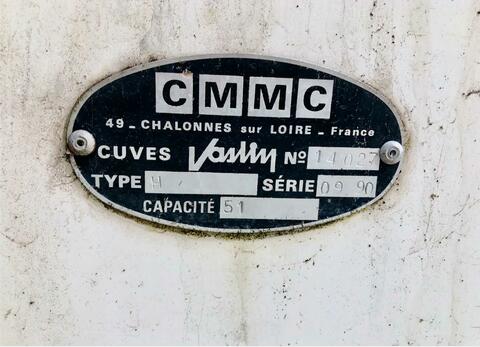 CMMC
49 - CHALONNES sur LOIRE - France
CUVES Vaslin Nº 14027
TYPE H SÉRIE 09 90
CAPACITÉ 51